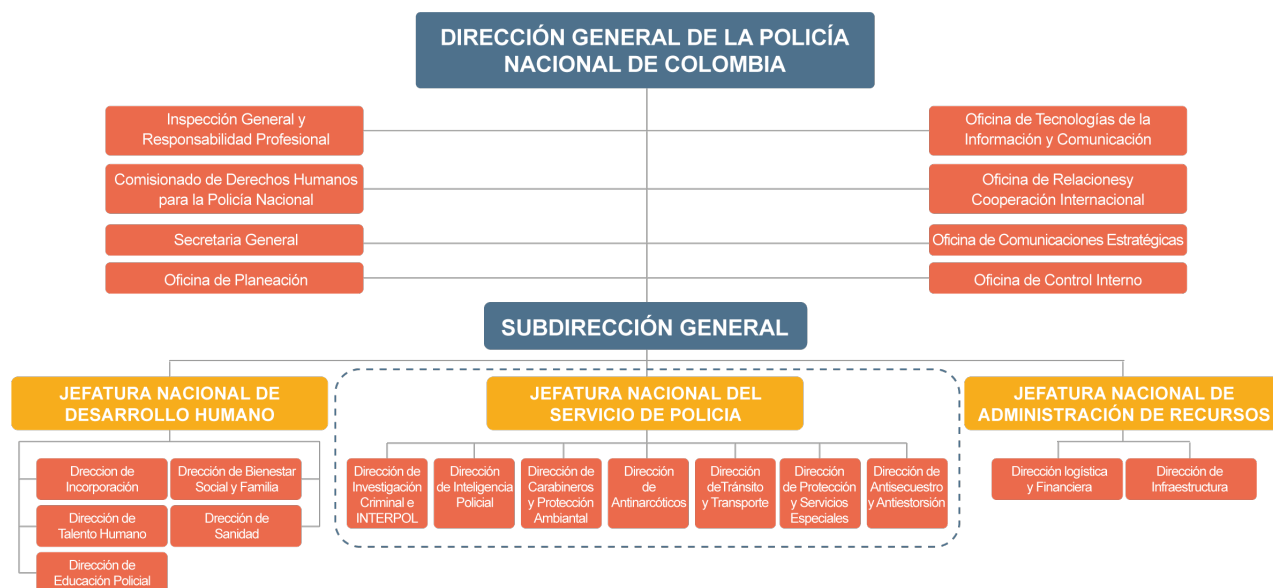 DIRECCIÓN GENERAL DE LA POLICÍA
NACIONAL DE COLOMBIA
Inspección General y
Responsabilidad Profesional
Oficina de Tecnologías de la
Información y Comunicación
Comisionado de Derechos Humanos
para la Policía Nacional
Oficina de Relacionesy
Cooperación Internacional
Secretaria General
Oficina de Comunicaciones Estratégicas
Oficina de Planeación
Oficina de Control Interno
SUBDIRECCIÓN GENERAL
JEFATURA NACIONAL DE
DESARROLLO HUMANO
JEFATURA NACIONAL DEL
SERVICIO DE POLICIA
JEFATURA NACIONAL DE
ADMINISTRACIÓN DE RECURSOS
Dreccion de
Incorporación
Dirección de Bienestar
Social y Familia
Dirección de
Talento Humano
Dirección de
Sanidad
Dirección de
Educación Policial
Dirección de
Investigación
Criminal e
INTERPOL
Dirección
de Inteligencia
Policial
Dirección de
Carabineros
y Protección
Ambiantal
Dirección
de
Antinarcóticos
Dirección
deTránsito
y Transporte
Dirección
de Protección
y Servicios
Especiales
Dirección de
Antisecuestro
y Antiestorsión
Dirección logística
y Financiera
Dirección de
Infraestructura